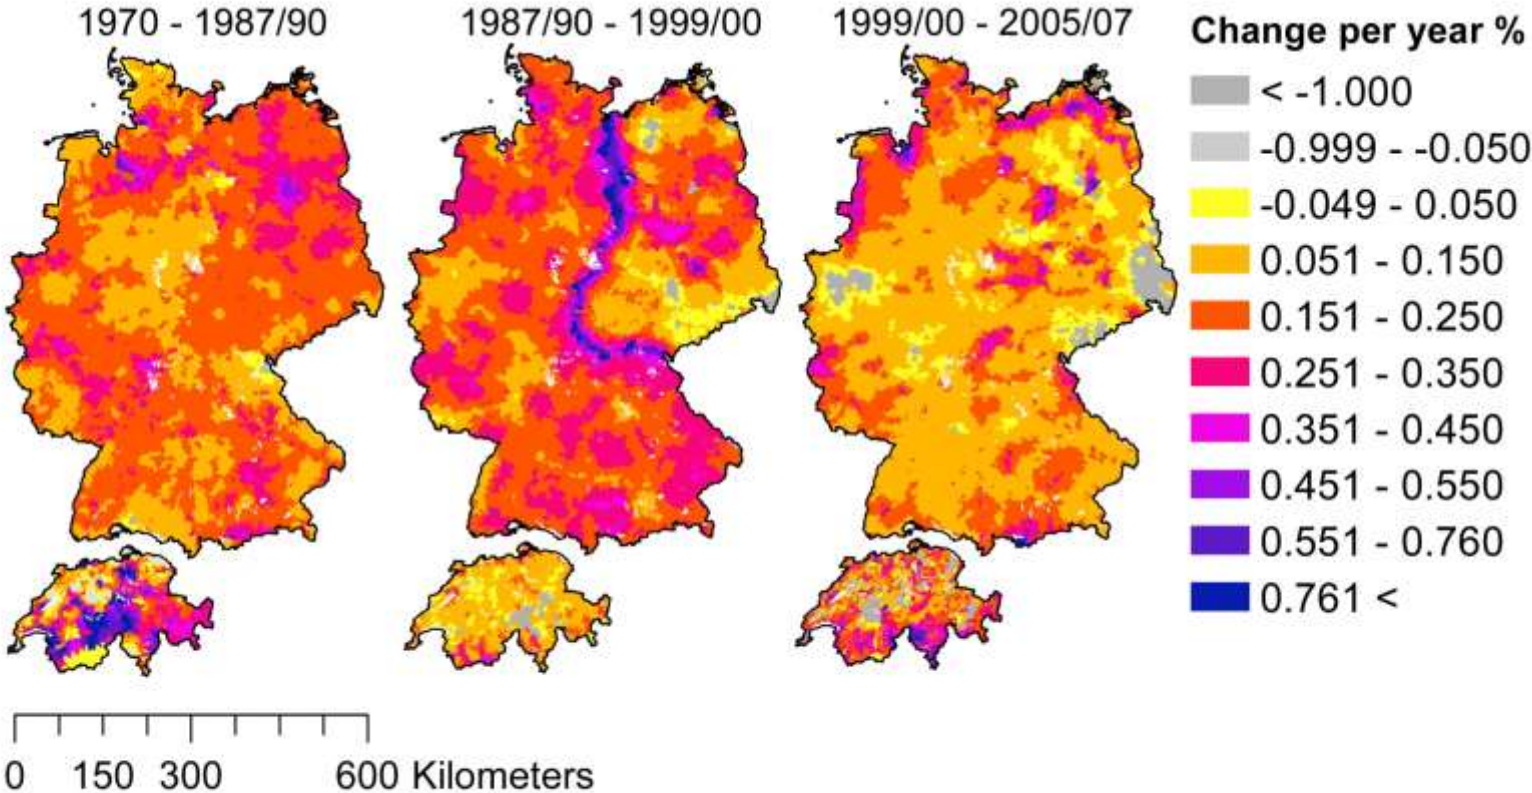 1970 - 1987/90
1987/90 - 1999/00
1999/00 - 2005/07
Change per year %
< -1.000
-0.999 - -0.050
-0.049 - 0.050
0.051 - 0.150
0.151 - 0.250
0.251 - 0.350
0.351 - 0.450
0.451 - 0.550
0.551 - 0.760
0.761 <
0 150 300 600 Kilometers